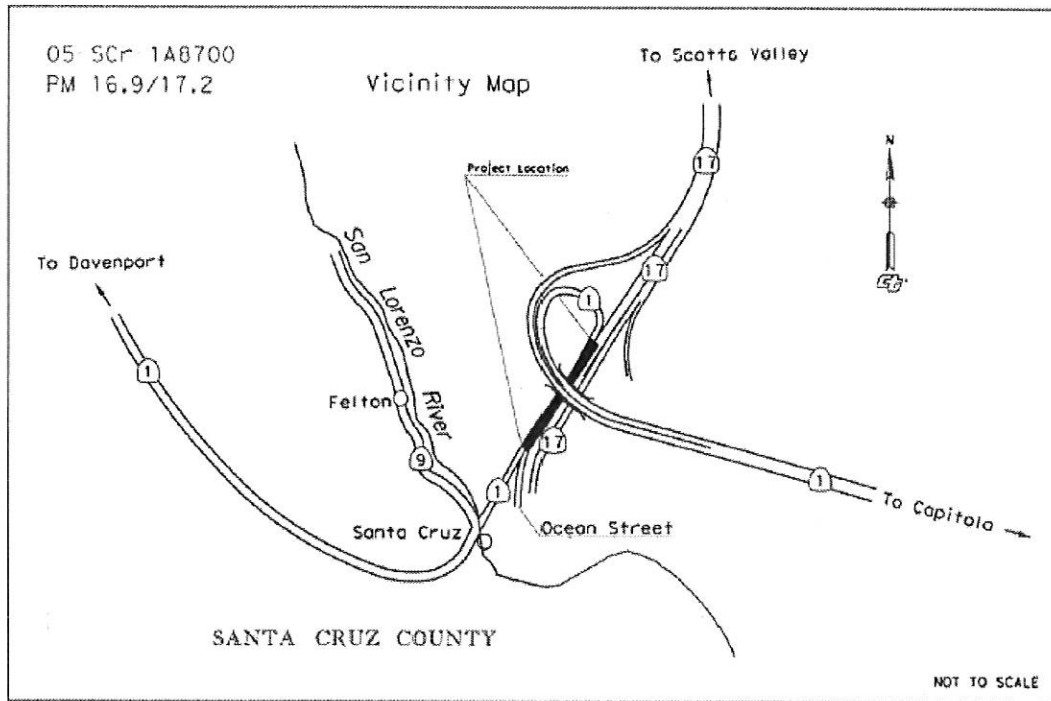 05 SCr 1A8700
PM 16.9/17.2
Vicinity Map
To Scotts Valley
17
N
Project Location
San Lorenzo River
To Davenport
17
1
1
Felton
17
9
1
1
To Capitola
Santa Cruz
Ocean Street
SANTA CRUZ COUNTY
NOT TO SCALE